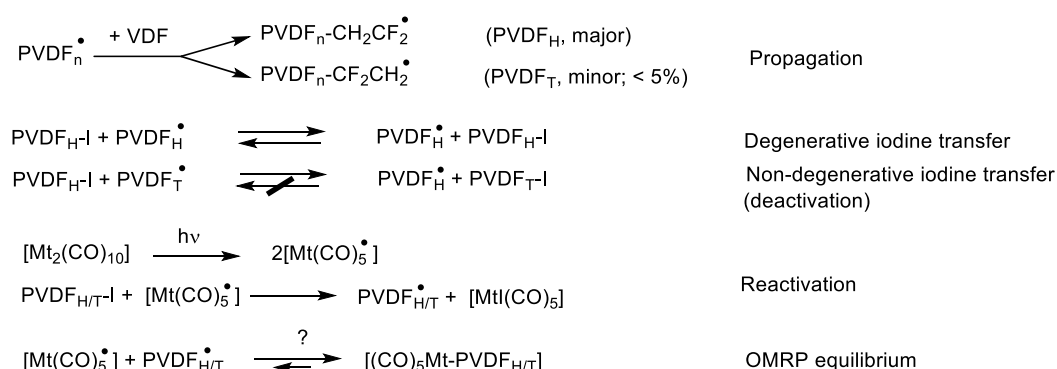 PVDFn• + VDF PVDFn-CH2CF2• (PVDFH, major)
PVDFn-CF2CH2• (PVDFT, minor; < 5%)
Propagation
PVDFH-I + PVDFH• PVDFH• + PVDFH-I Degenerative iodine transfer
PVDFH-I + PVDFT• PVDFH• + PVDFT-I Non-degenerative iodine transfer
(deactivation)
[Mt2(CO)10] hν 2[Mt(CO)5•]
PVDFH/T-I + [Mt(CO)5•] PVDFH/T• + [MtI(CO)5]
Reactivation
[Mt(CO)5•] + PVDFH/T• ? [(CO)5Mt-PVDFH/T] OMRP equilibrium